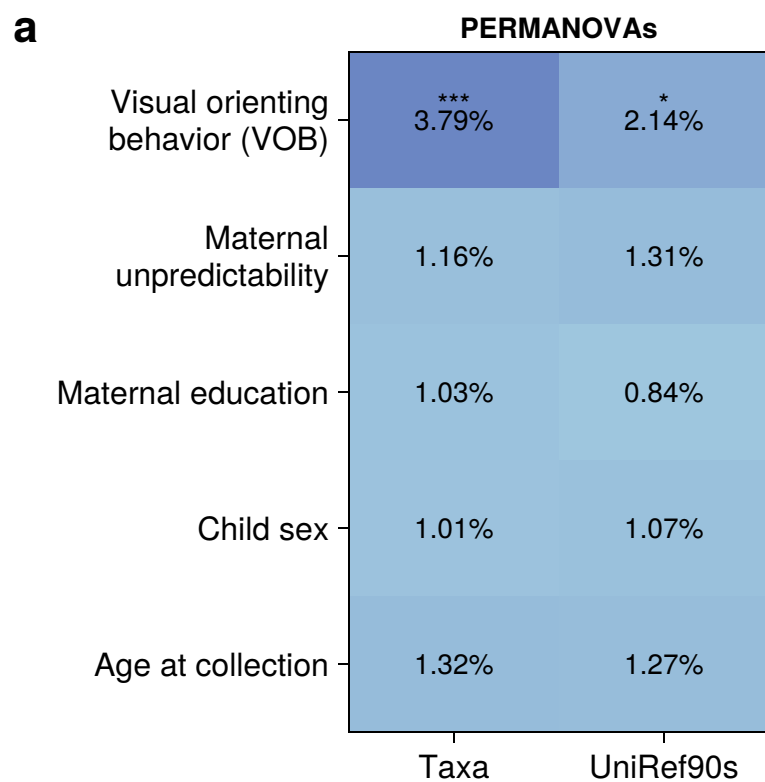 a
PERMANOVAs
Visual orienting
behavior (VOB)
***
3.79%
*
2.14%
Maternal
unpredictability
1.16%
1.31%
Maternal education
1.03%
0.84%
Child sex
1.01%
1.07%
Age at collection
1.32%
1.27%
Taxa
UniRef90s